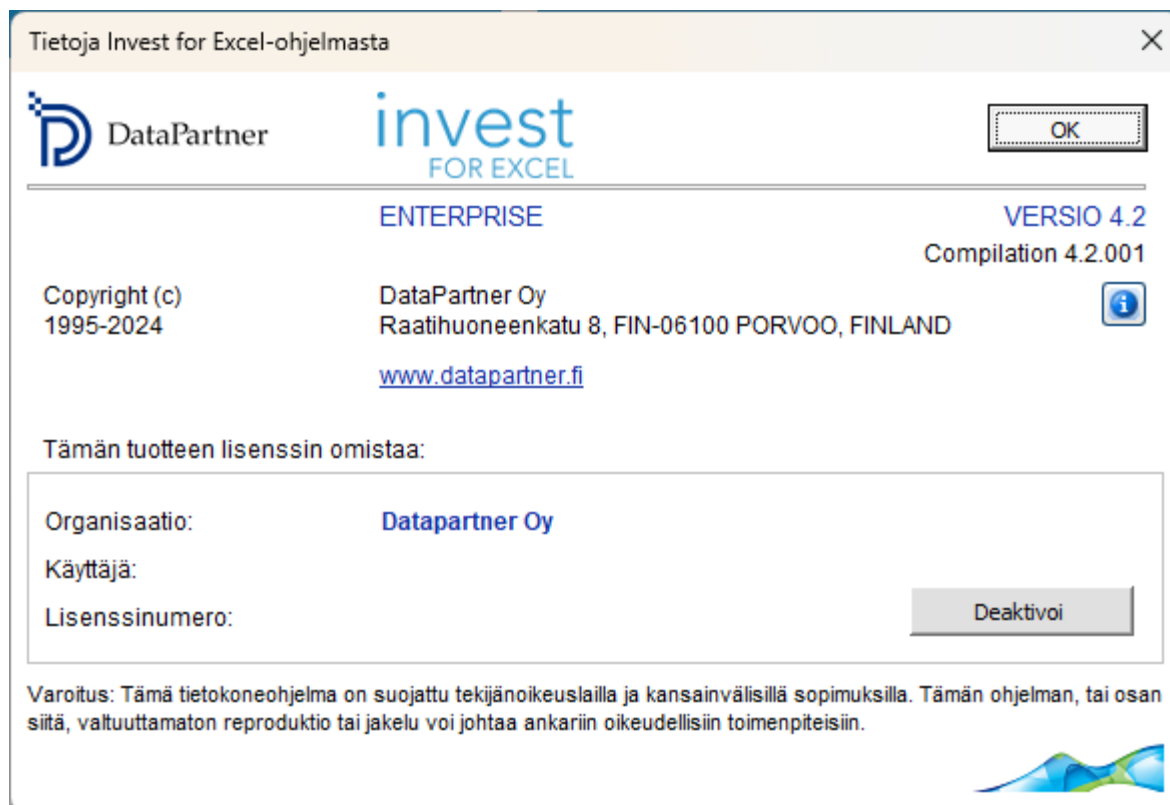 Tietoja Invest for Excel-ohjelmasta
DataPartner
invest
FOR EXCEL
OK
ENTERPRISE
VERSIO 4.2
Compilation 4.2.001
Copyright (c)
1995-2024
DataPartner Oy
Raatihuoneenkatu 8, FIN-06100 PORVOO, FINLAND
www.datapartner.fi
Tämän tuotteen lisenssin omistaa:
Organisaatio: Datapartner Oy
Käyttäjä:
Lisenssinumero:
Deaktivoi
Varoitus: Tämä tietokoneohjelma on suojattu tekijänoikeuslailla ja kansainvälisillä sopimuksilla. Tämän ohjelman, tai osan
siitä, valtuuttamaton reproduktio tai jakelu voi johtaa ankariin oikeudellisiin toimenpiteisiin.